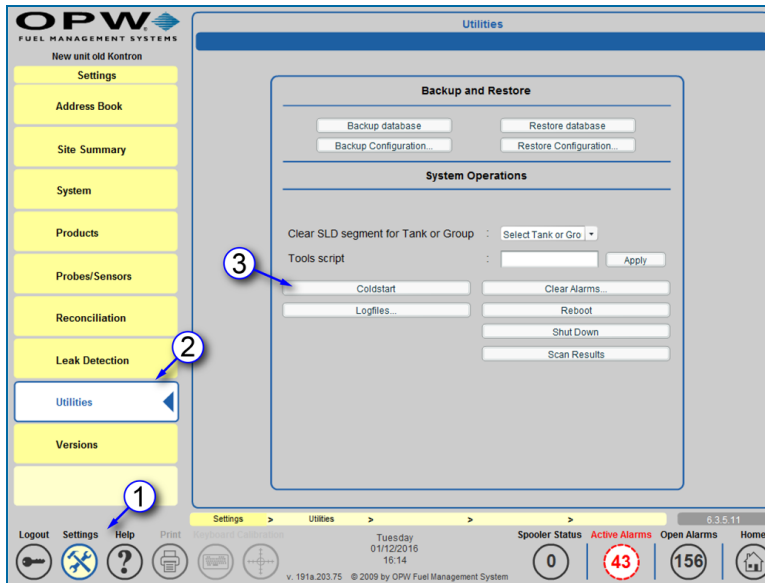 OPW
FUEL MANAGEMENT SYSTEMS
New unit old Kontron
Settings
Address Book
Site Summary
System
Products
Probes/Sensors
Reconciliation
Leak Detection
2
Utilities
Versions
1
Utilities
Backup and Restore
Backup database Restore database
Backup Configuration... Restore Configuration...
System Operations
Clear SLD segment for Tank or Group : Select Tank or Gro
Tools script : Apply
3
Coldstart Clear Alarms...
Logfiles... Reboot
Shut Down
Scan Results
Settings > Utilities > > > 6.3.5.11
Logout Settings Help Print Keyboard Calibration Spooler Status Active Alarms Open Alarms Home
Tuesday
01/12/2016
16:14
0 43 156
v. 191a.203.75 © 2009 by OPW Fuel Management System